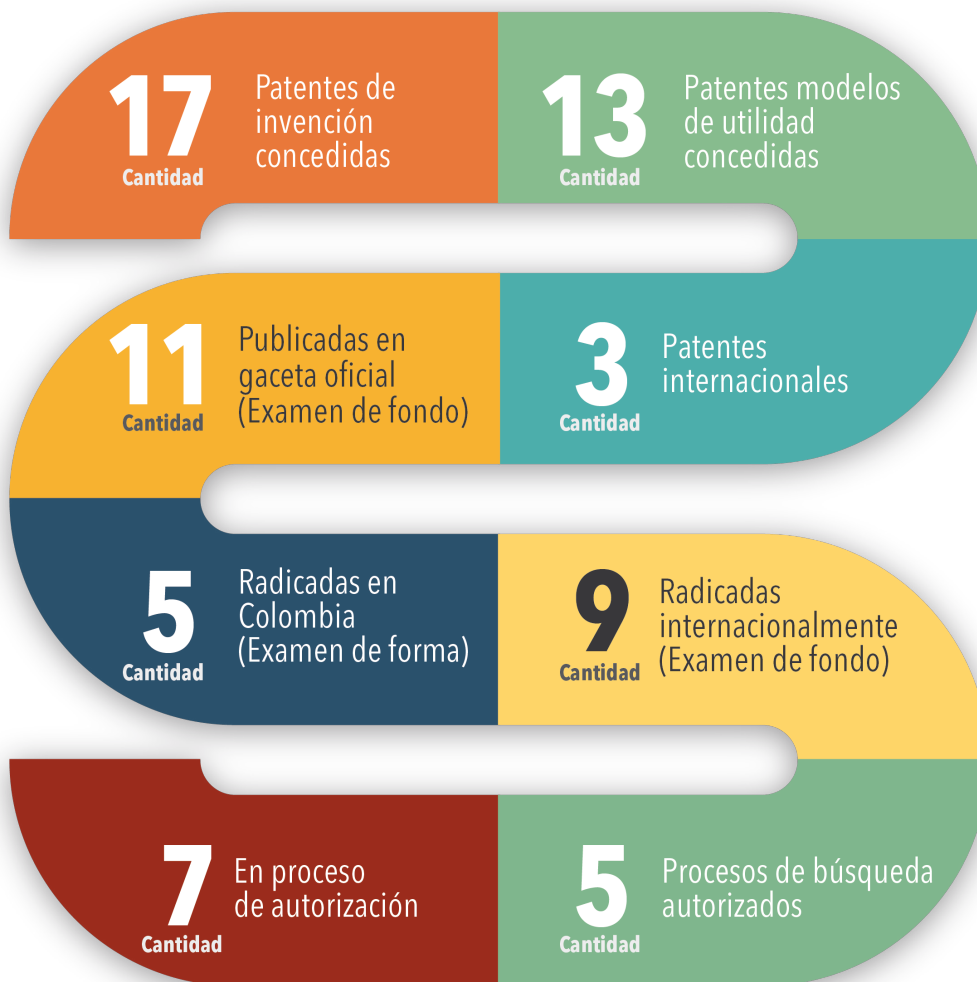 17
Cantidad
Patentes de
invención
concedidas
13
Cantidad
Patentes modelos
de utilidad
concedidas
11
Cantidad
Publicadas en
gaceta oficial
(Examen de fondo)
3
Cantidad
Patentes
internacionales
5
Cantidad
Radicadas en
Colombia
(Examen de forma)
9
Cantidad
Radicadas
internacionalmente
(Examen de fondo)
7
Cantidad
En proceso
de autorización
5
Cantidad
Procesos de búsqueda
autorizados